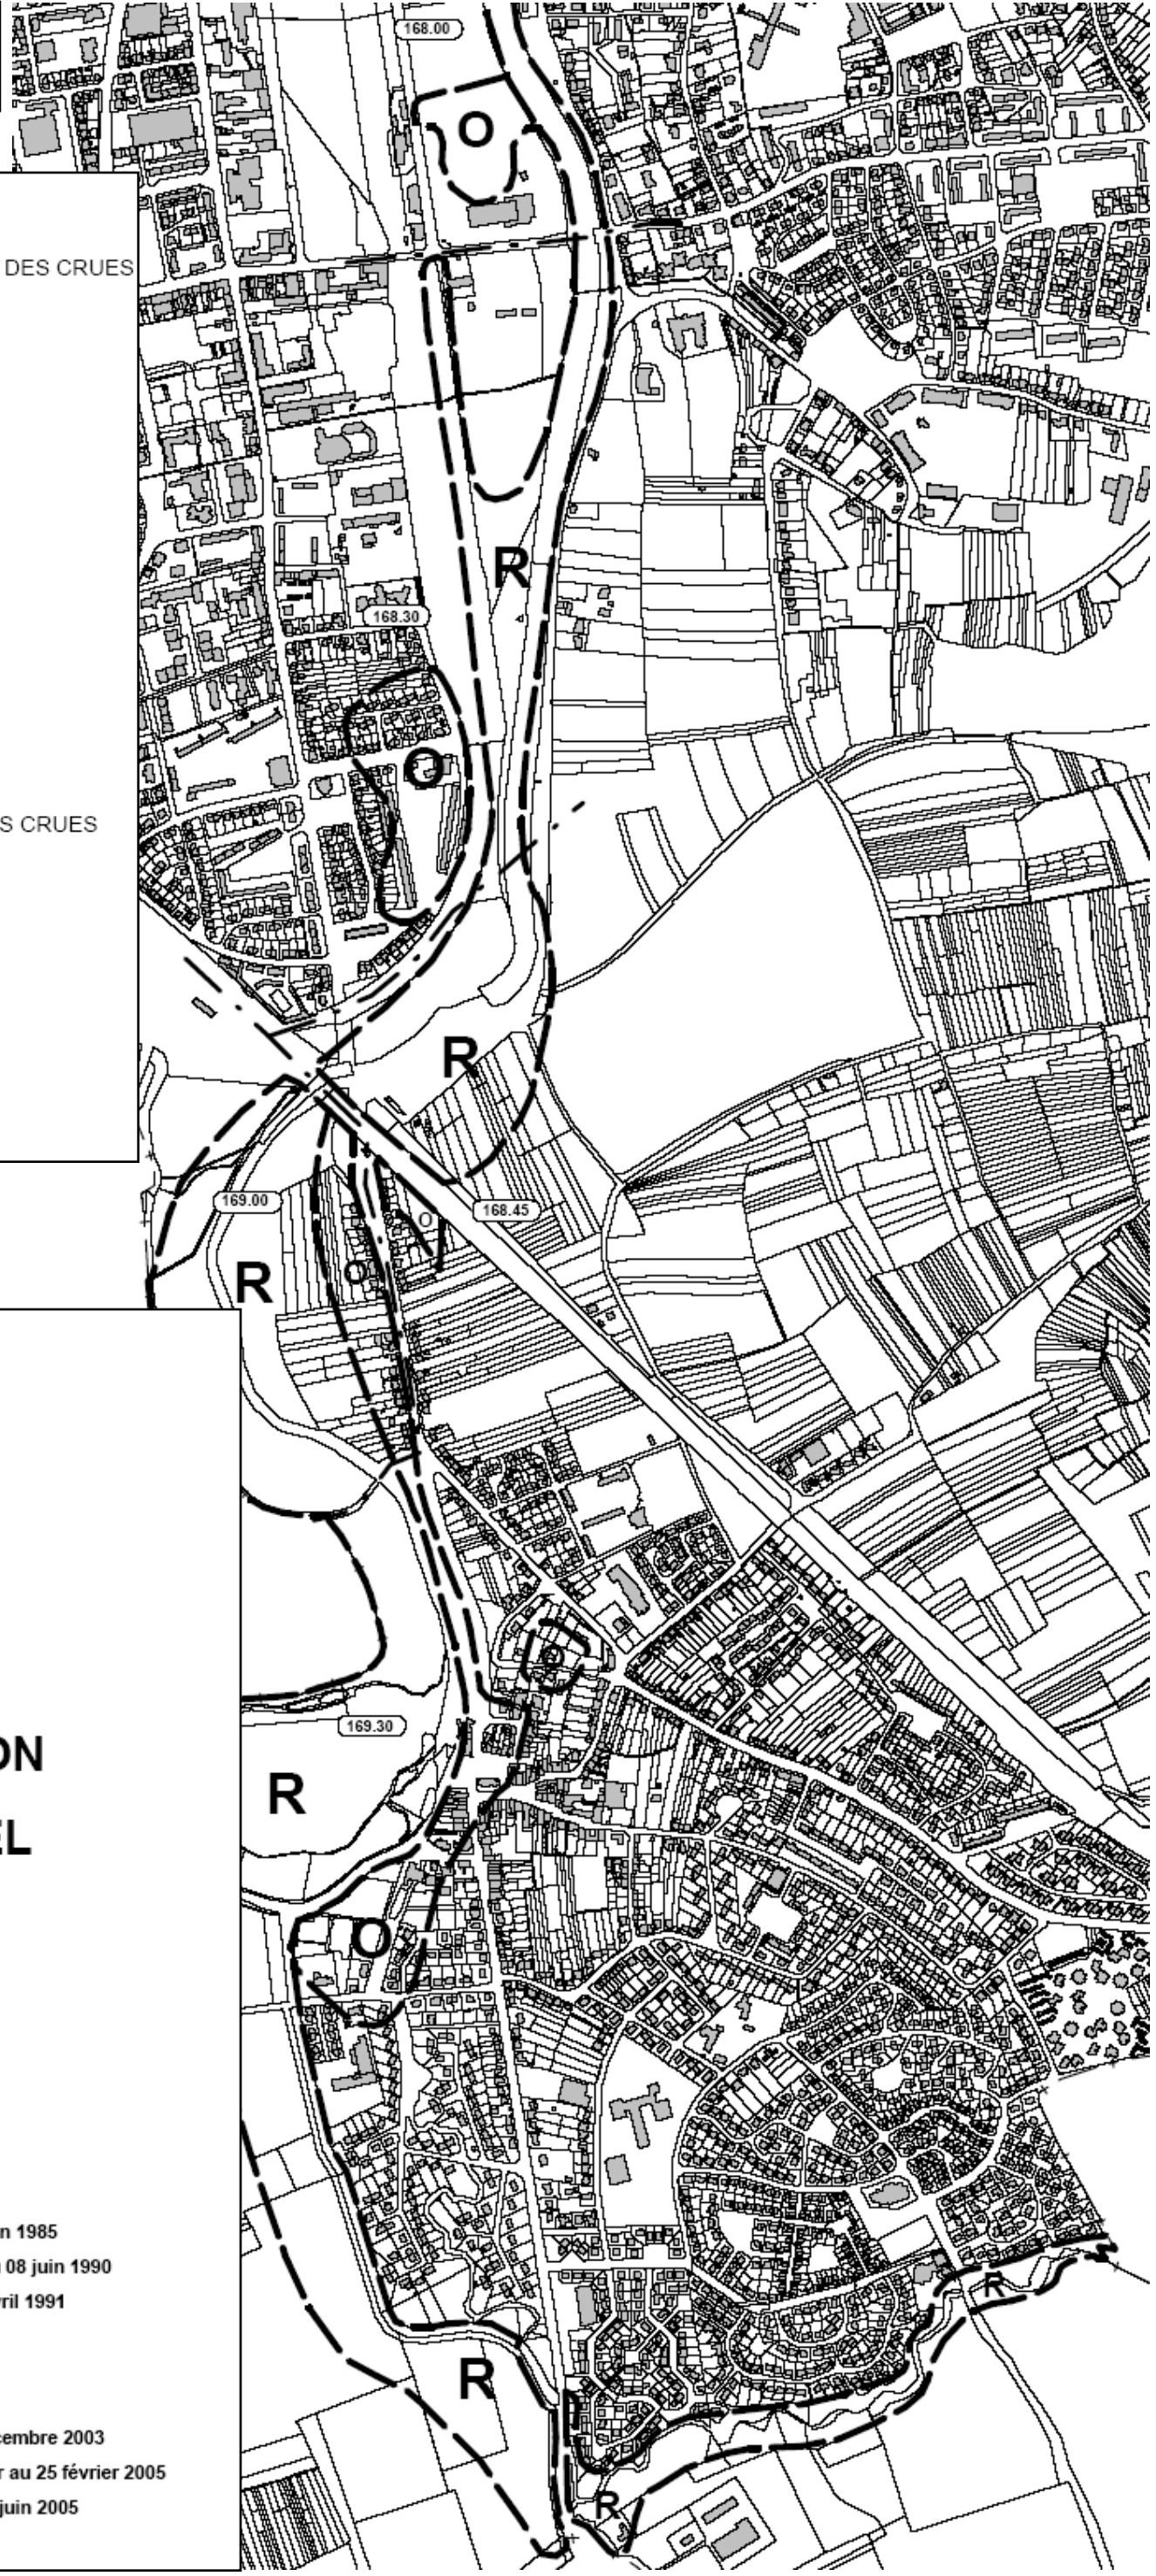 168.00
O
DES CRUES
R
168.30
O
S CRUES
R
169.00
168.45
O
O
R
O
169.30
ON
R
EL
O
n 1985
08 juin 1990
ril 1991
R
R
cembre 2003
r au 25 février 2005
juin 2005
R